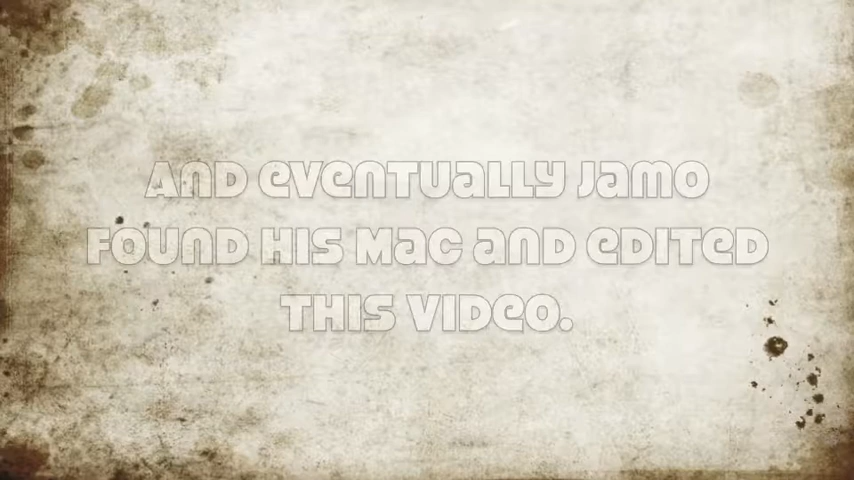 AND EVENTUALLY JAMO
FOUND HIS MAC AND EDITED
THIS VIDEO.